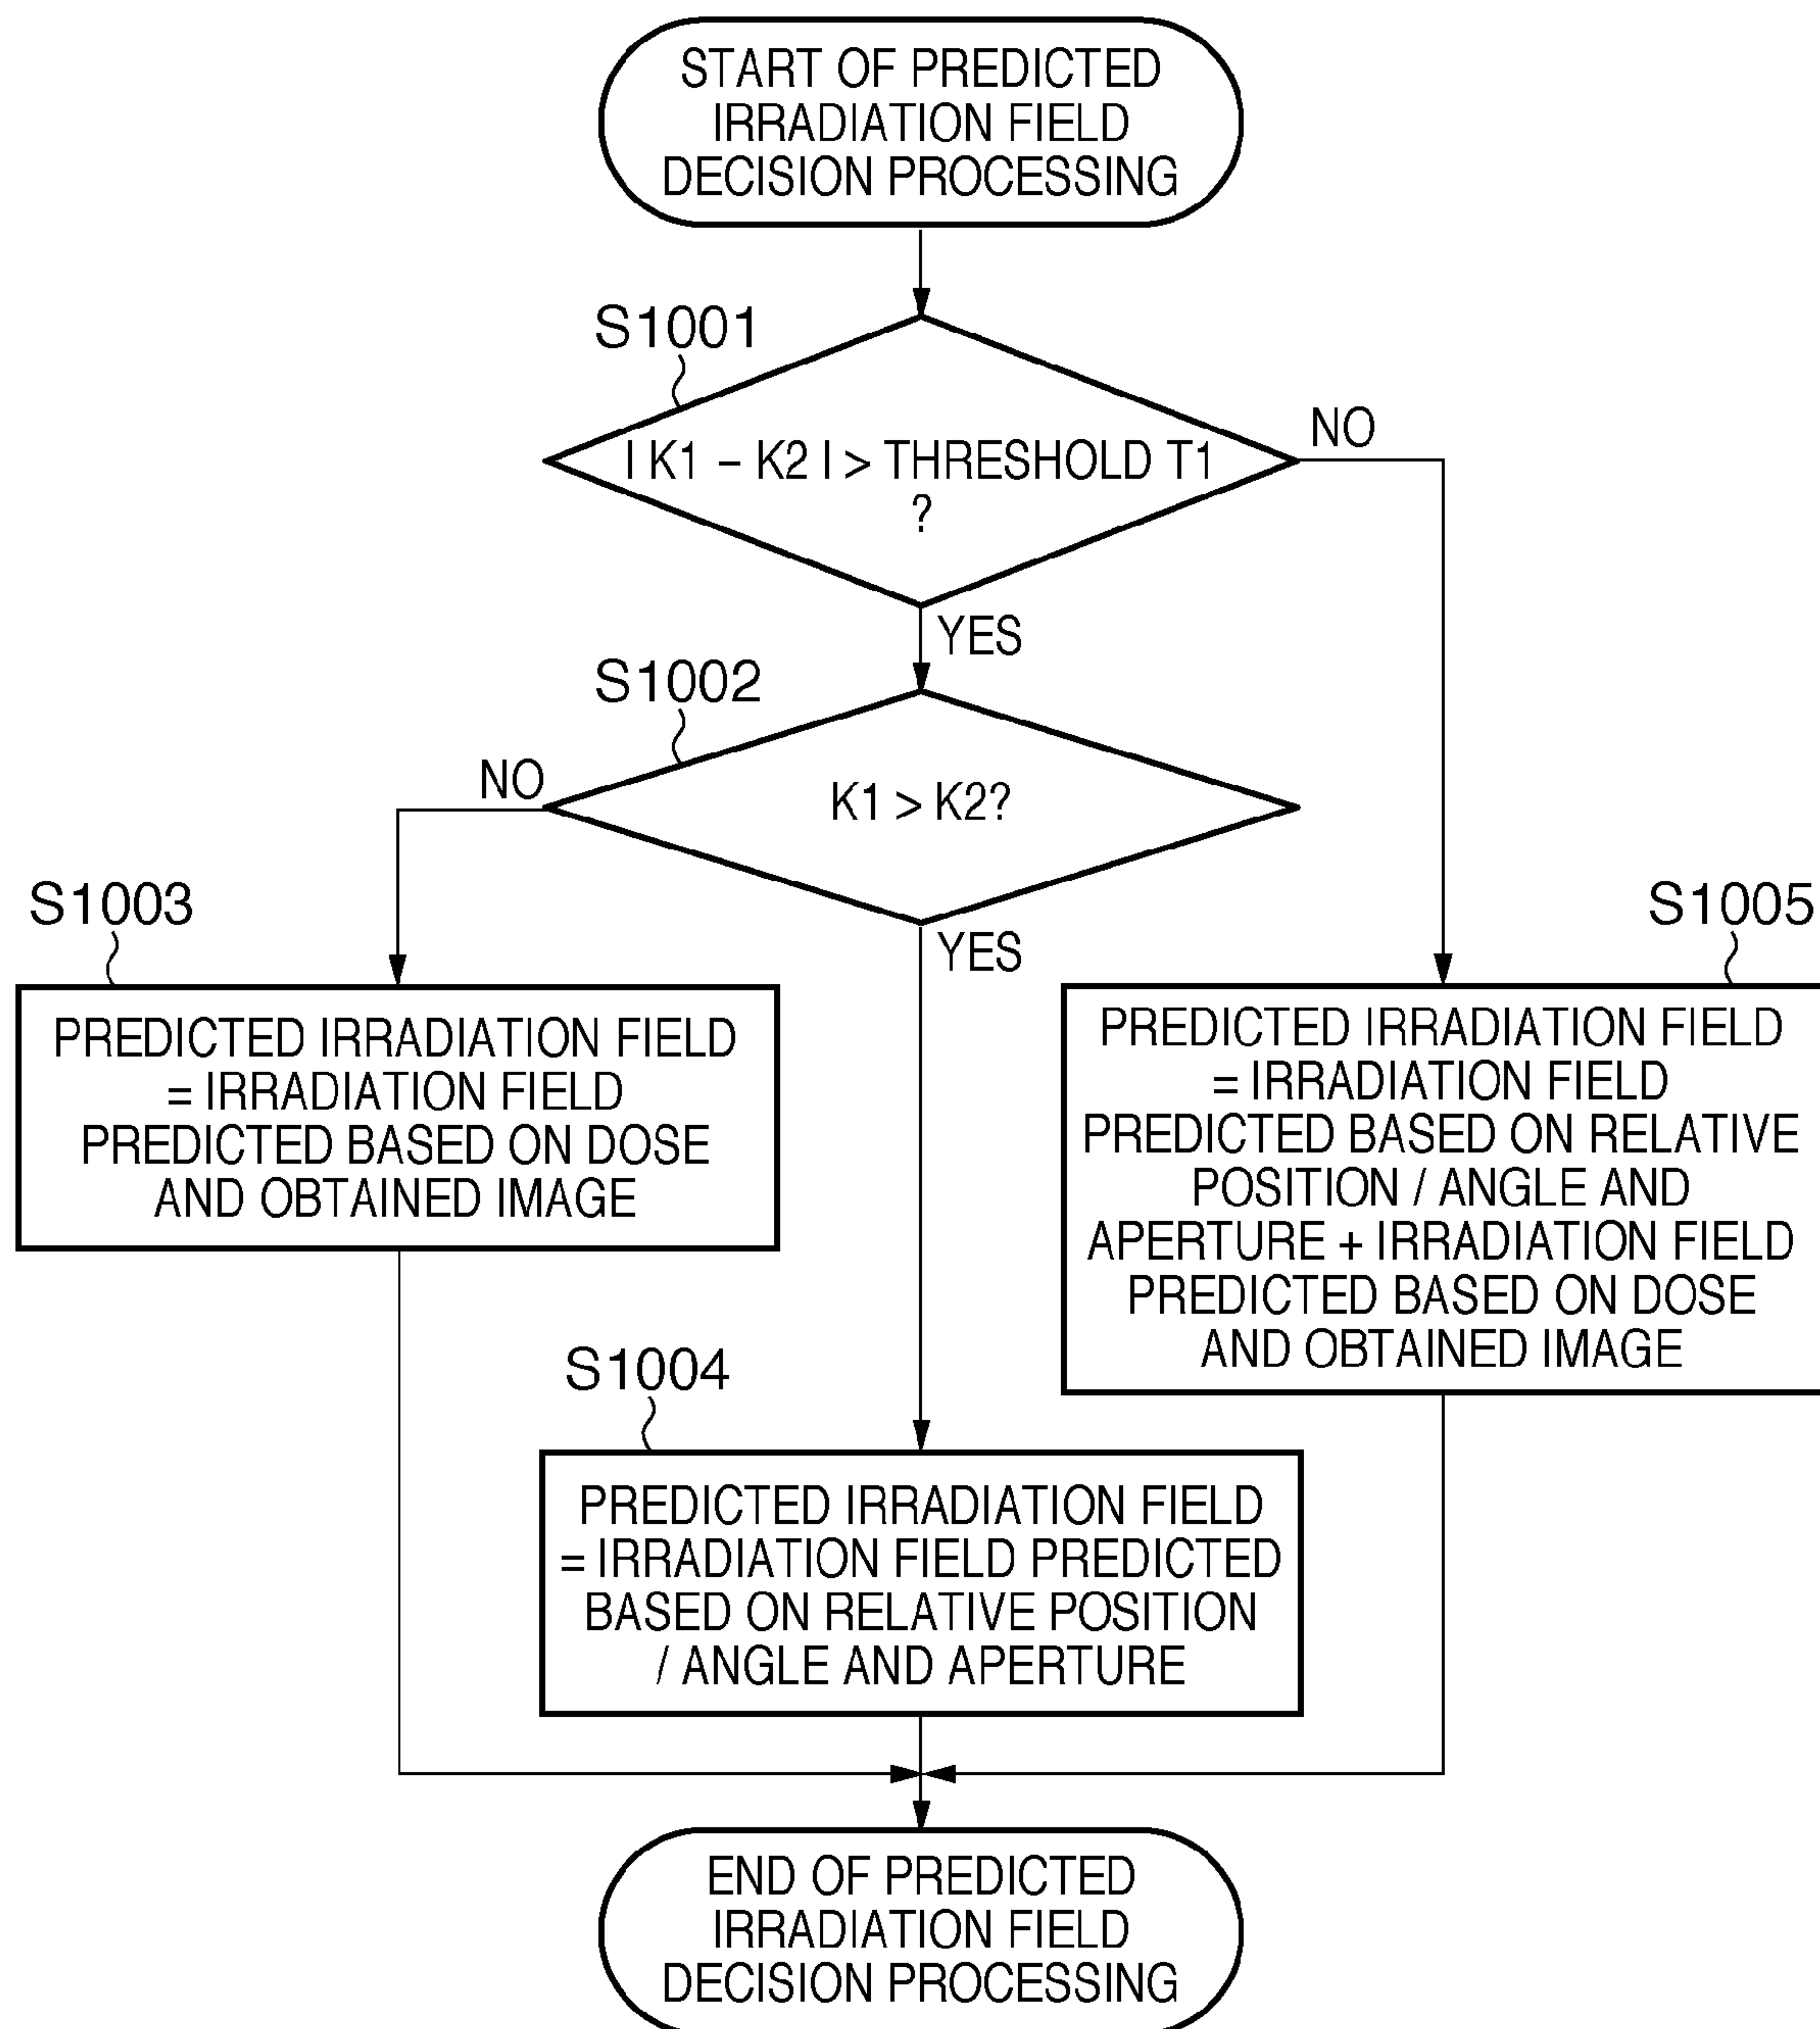 START OF PREDICTED
IRRADIATION FIELD
DECISION PROCESSING
S1001
| K1 – K2 | > THRESHOLD T1
?
NO
YES
S1002
NO
K1 > K2?
YES
S1003
PREDICTED IRRADIATION FIELD
= IRRADIATION FIELD
PREDICTED BASED ON DOSE
AND OBTAINED IMAGE
S1005
PREDICTED IRRADIATION FIELD
= IRRADIATION FIELD
PREDICTED BASED ON RELATIVE
POSITION / ANGLE AND
APERTURE + IRRADIATION FIELD
PREDICTED BASED ON DOSE
AND OBTAINED IMAGE
S1004
PREDICTED IRRADIATION FIELD
= IRRADIATION FIELD PREDICTED
BASED ON RELATIVE POSITION
/ ANGLE AND APERTURE
END OF PREDICTED
IRRADIATION FIELD
DECISION PROCESSING